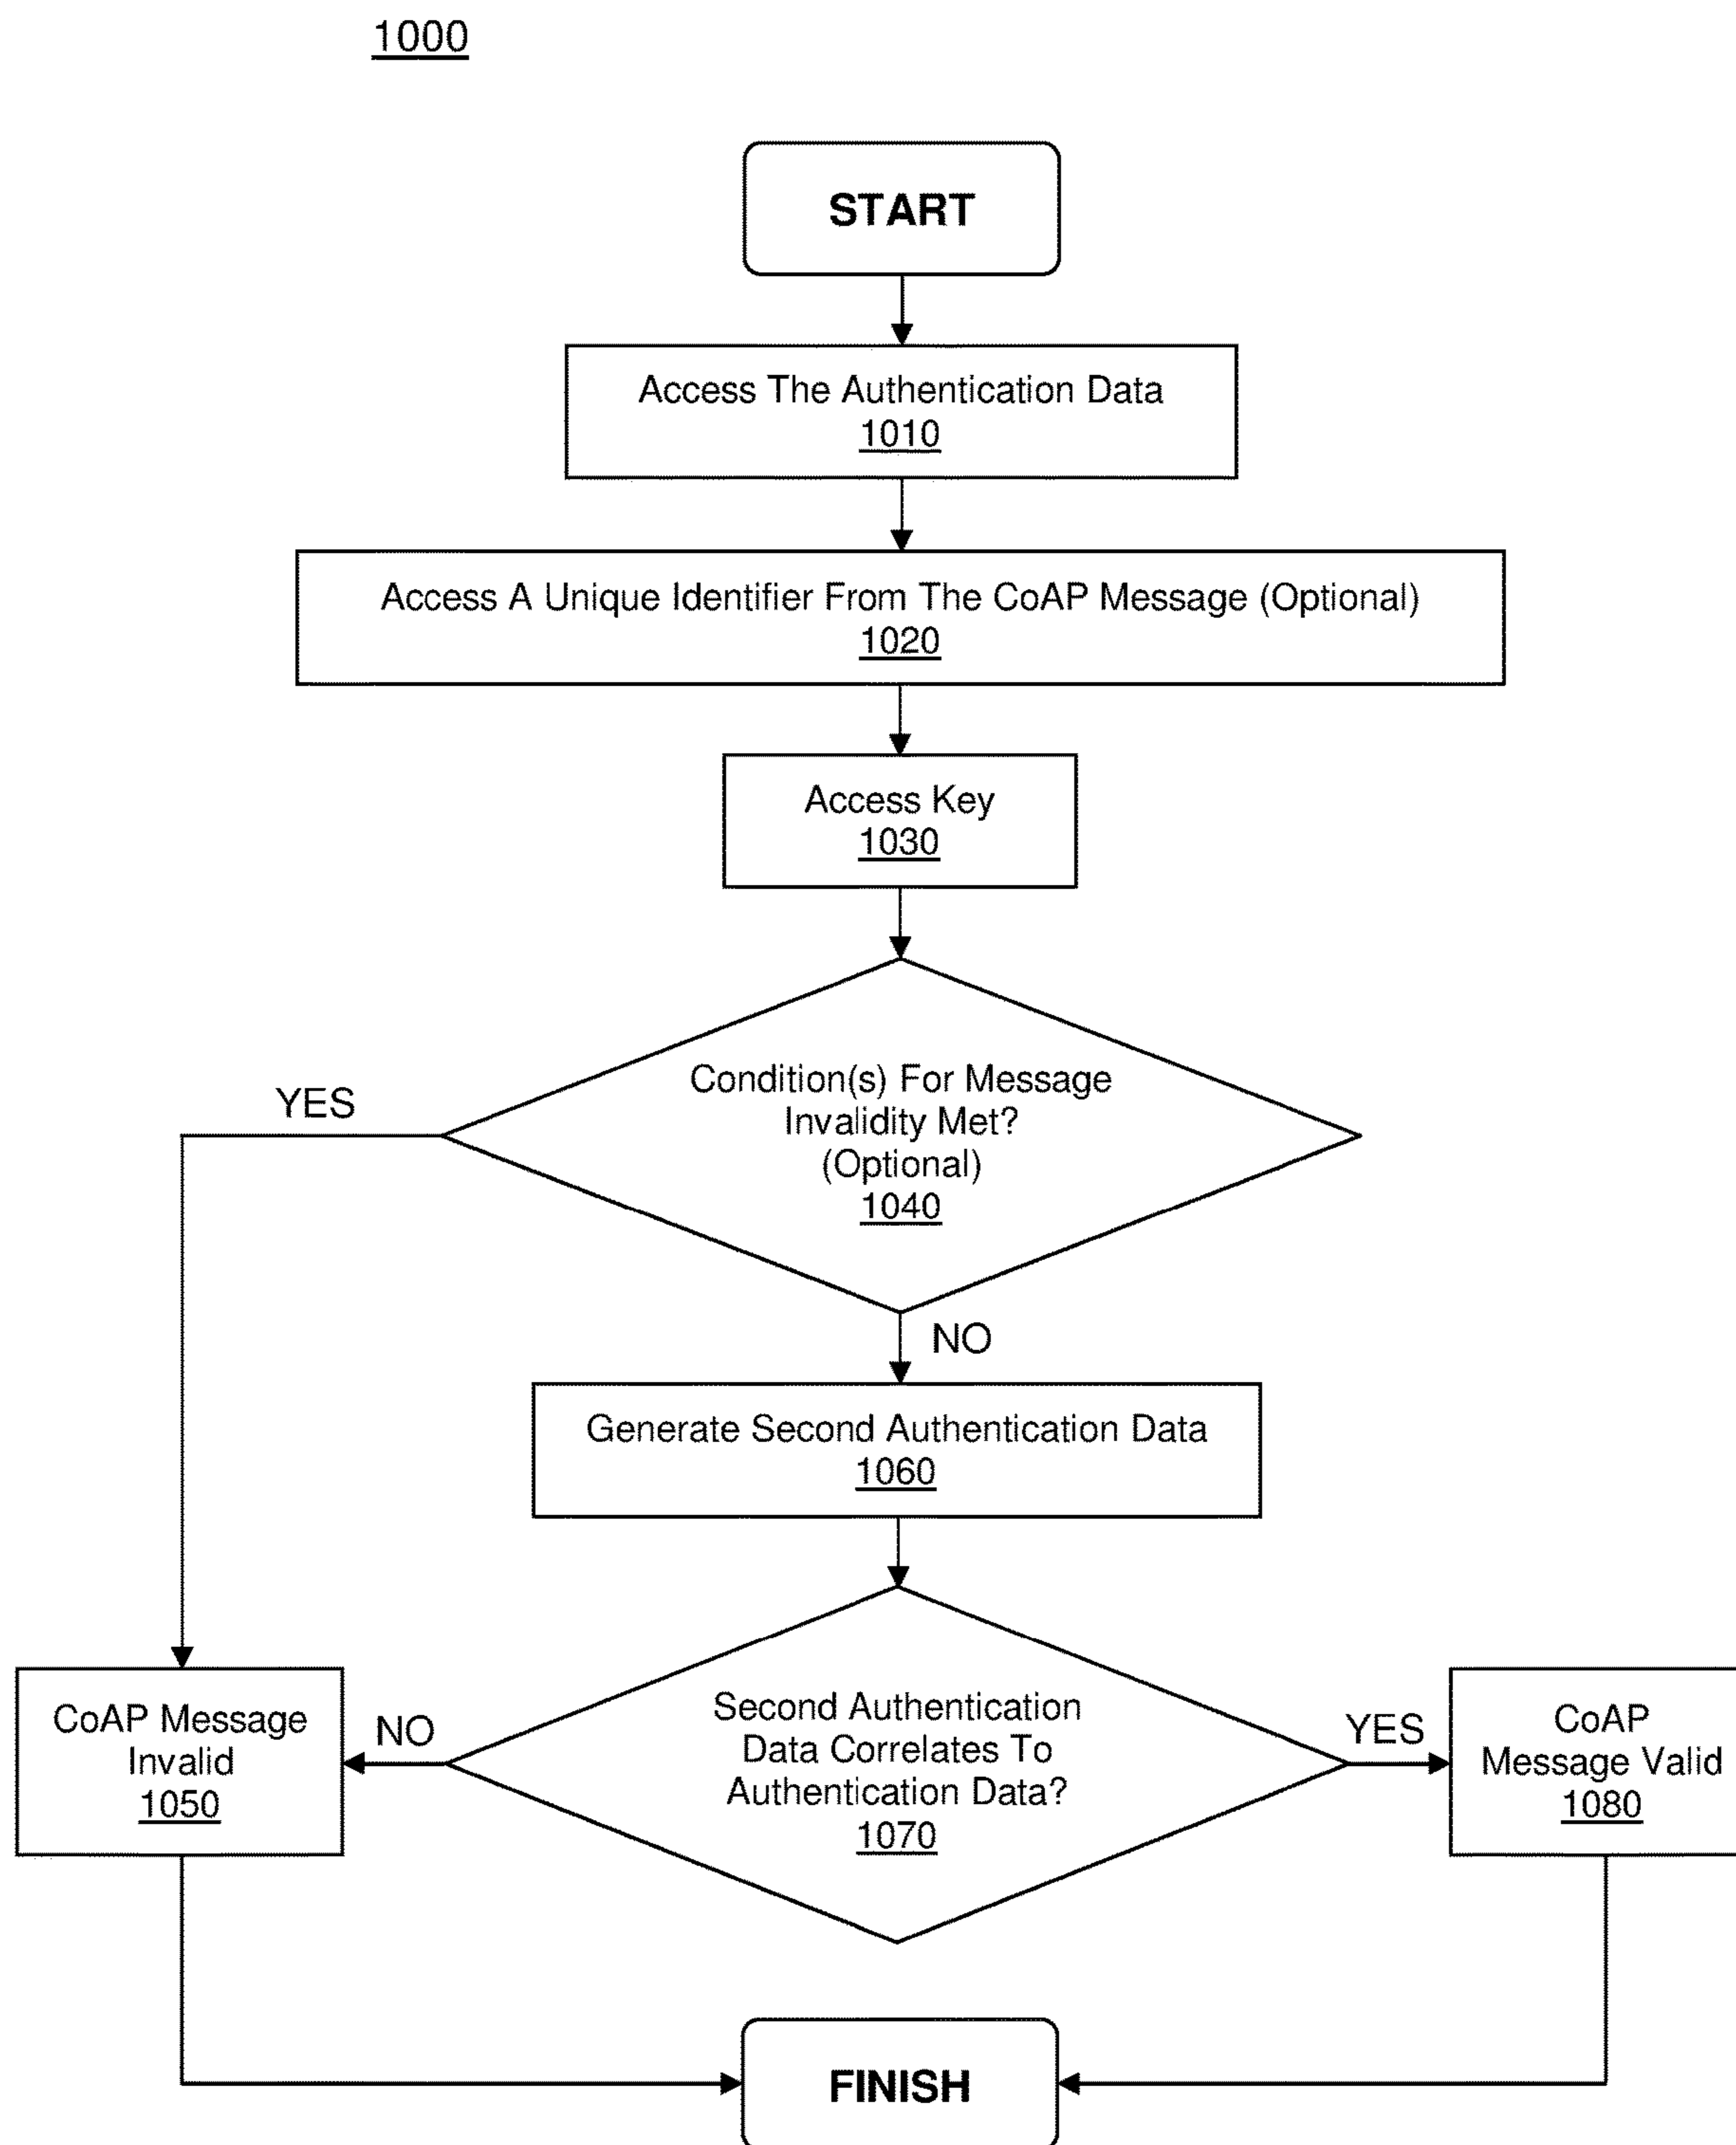 1000
START
Access The Authentication Data
1010
Access A Unique Identifier From The CoAP Message (Optional)
1020
Access Key
1030
Condition(s) For Message
Invalidity Met?
(Optional)
1040
YES
NO
Generate Second Authentication Data
1060
Second Authentication
Data Correlates To
Authentication Data?
1070
NO
YES
CoAP Message
Invalid
1050
CoAP
Message Valid
1080
FINISH